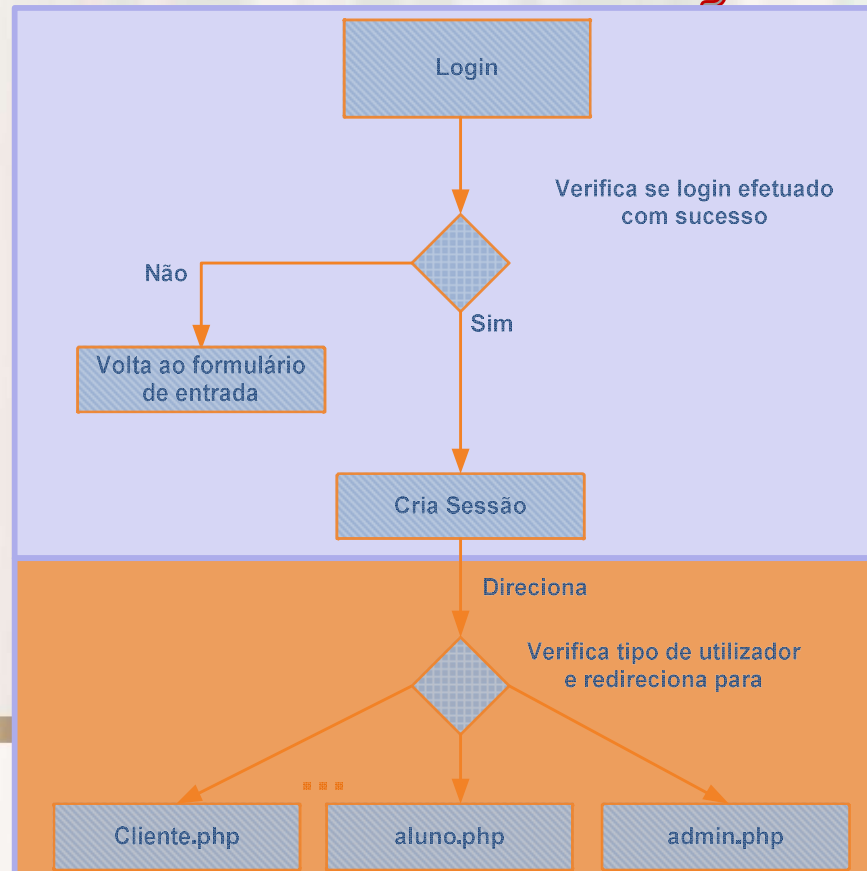 Login
Verifica se login efetuado
com sucesso
Não
Sim
Volta ao formulário
de entrada
Cria Sessão
Direciona
Verifica tipo de utilizador
e redireciona para
...
Cliente.php
aluno.php
admin.php